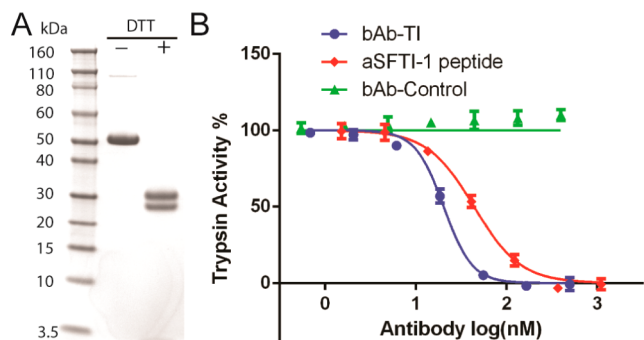 A
kDa
DTT
− +
160
110
80
60
50
40
30
20
15
10
3.5
B
bAb-TI
aSFTI-1 peptide
bAb-Control
Trypsin Activity %
150
100
50
0
0 1 2 3
Antibody log(nM)